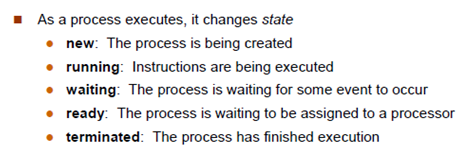 As a process executes, it changes state
new: The process is being created
running: Instructions are being executed
waiting: The process is waiting for some event to occur
ready: The process is waiting to be assigned to a processor
terminated: The process has finished execution